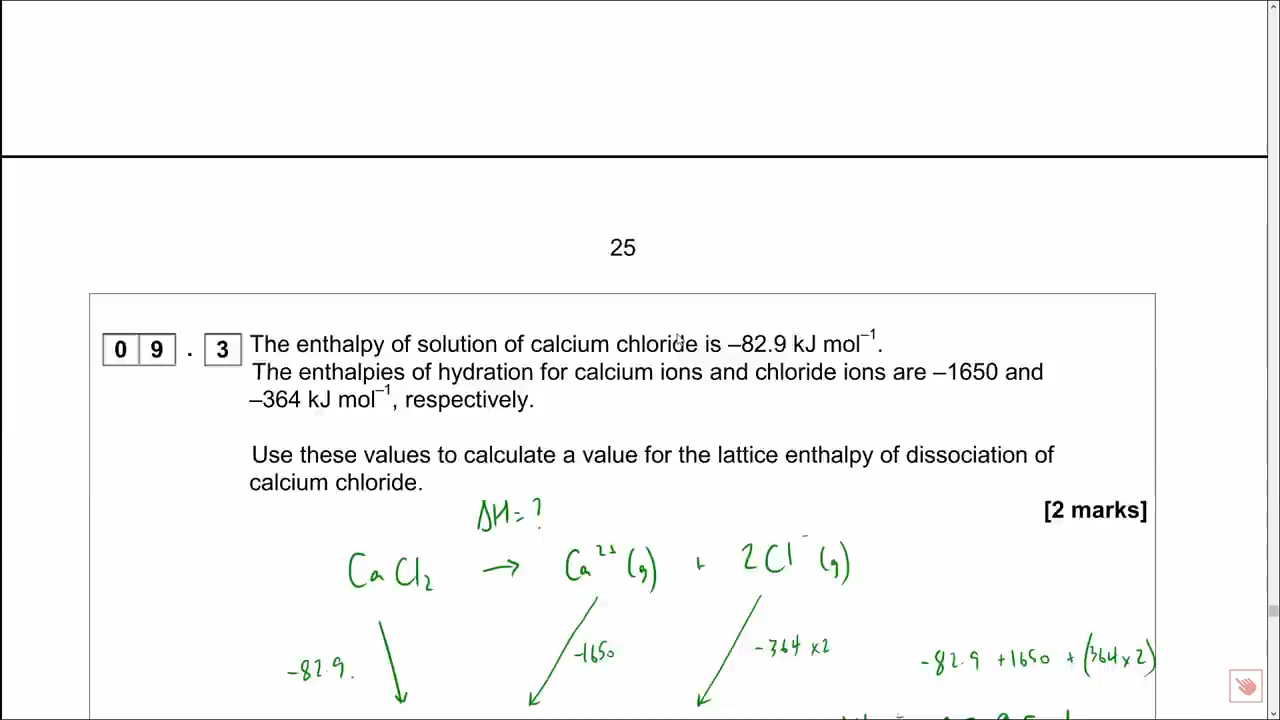 25
0 9 . 3 The enthalpy of solution of calcium chloride is –82.9 kJ mol⁻¹.
The enthalpies of hydration for calcium ions and chloride ions are –1650 and
–364 kJ mol⁻¹, respectively.
Use these values to calculate a value for the lattice enthalpy of dissociation of
calcium chloride.
[2 marks]
ΔH = ?
CaCl₂ → Ca²⁺(g) + 2Cl⁻(g)
-82.9.
-1650
-364 x2
-82.9 +1650 + (364 x 2)